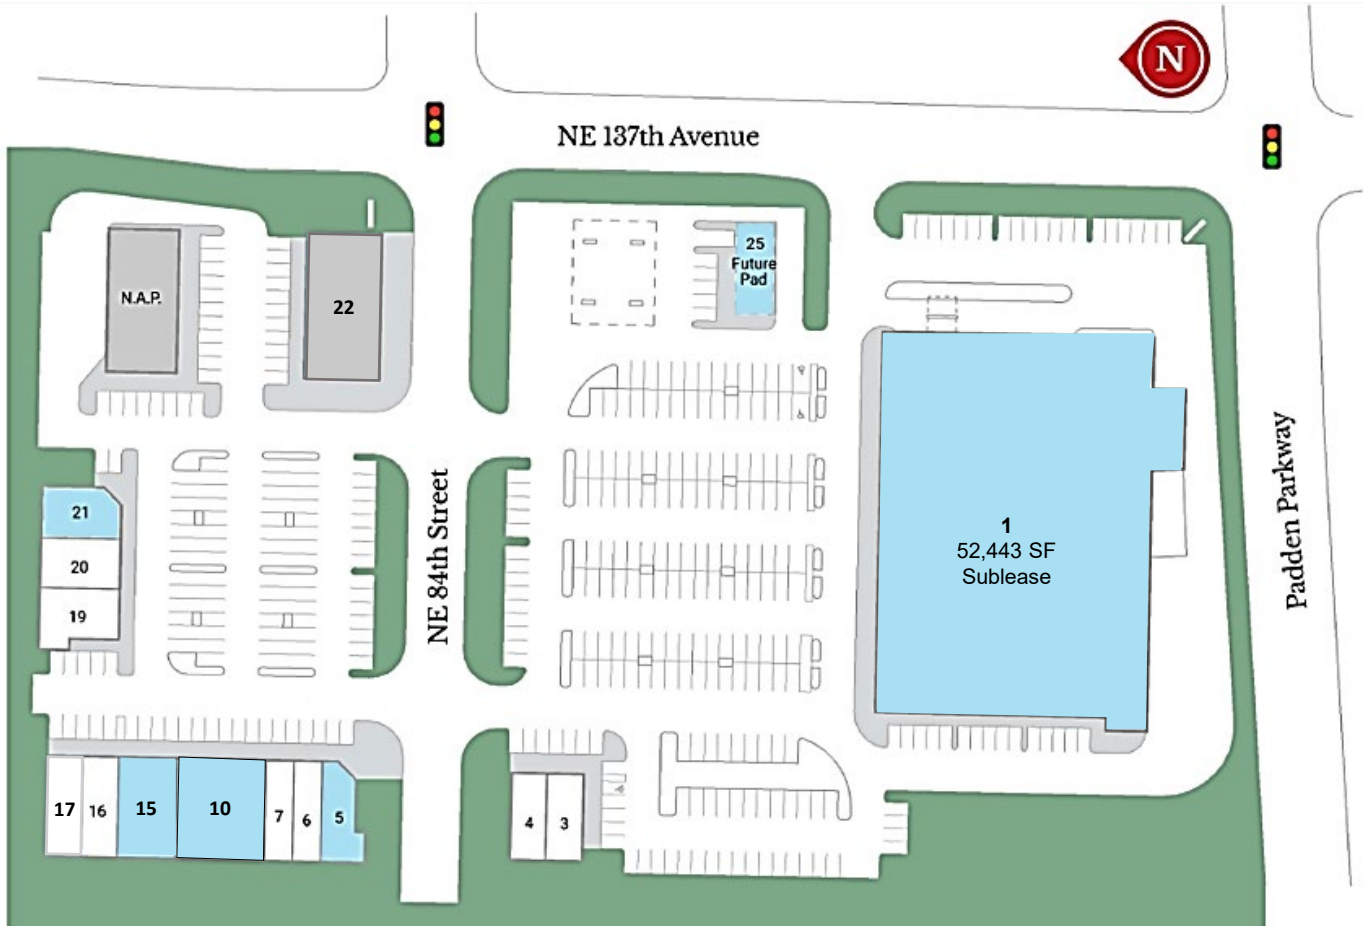 N
NE 137th Avenue
25
Future
Pad
N.A.P.
22
NE 84th Street
Padden Parkway
21
20
19
1
52,443 SF
Sublease
17
16
15
10
7
6
5
4
3